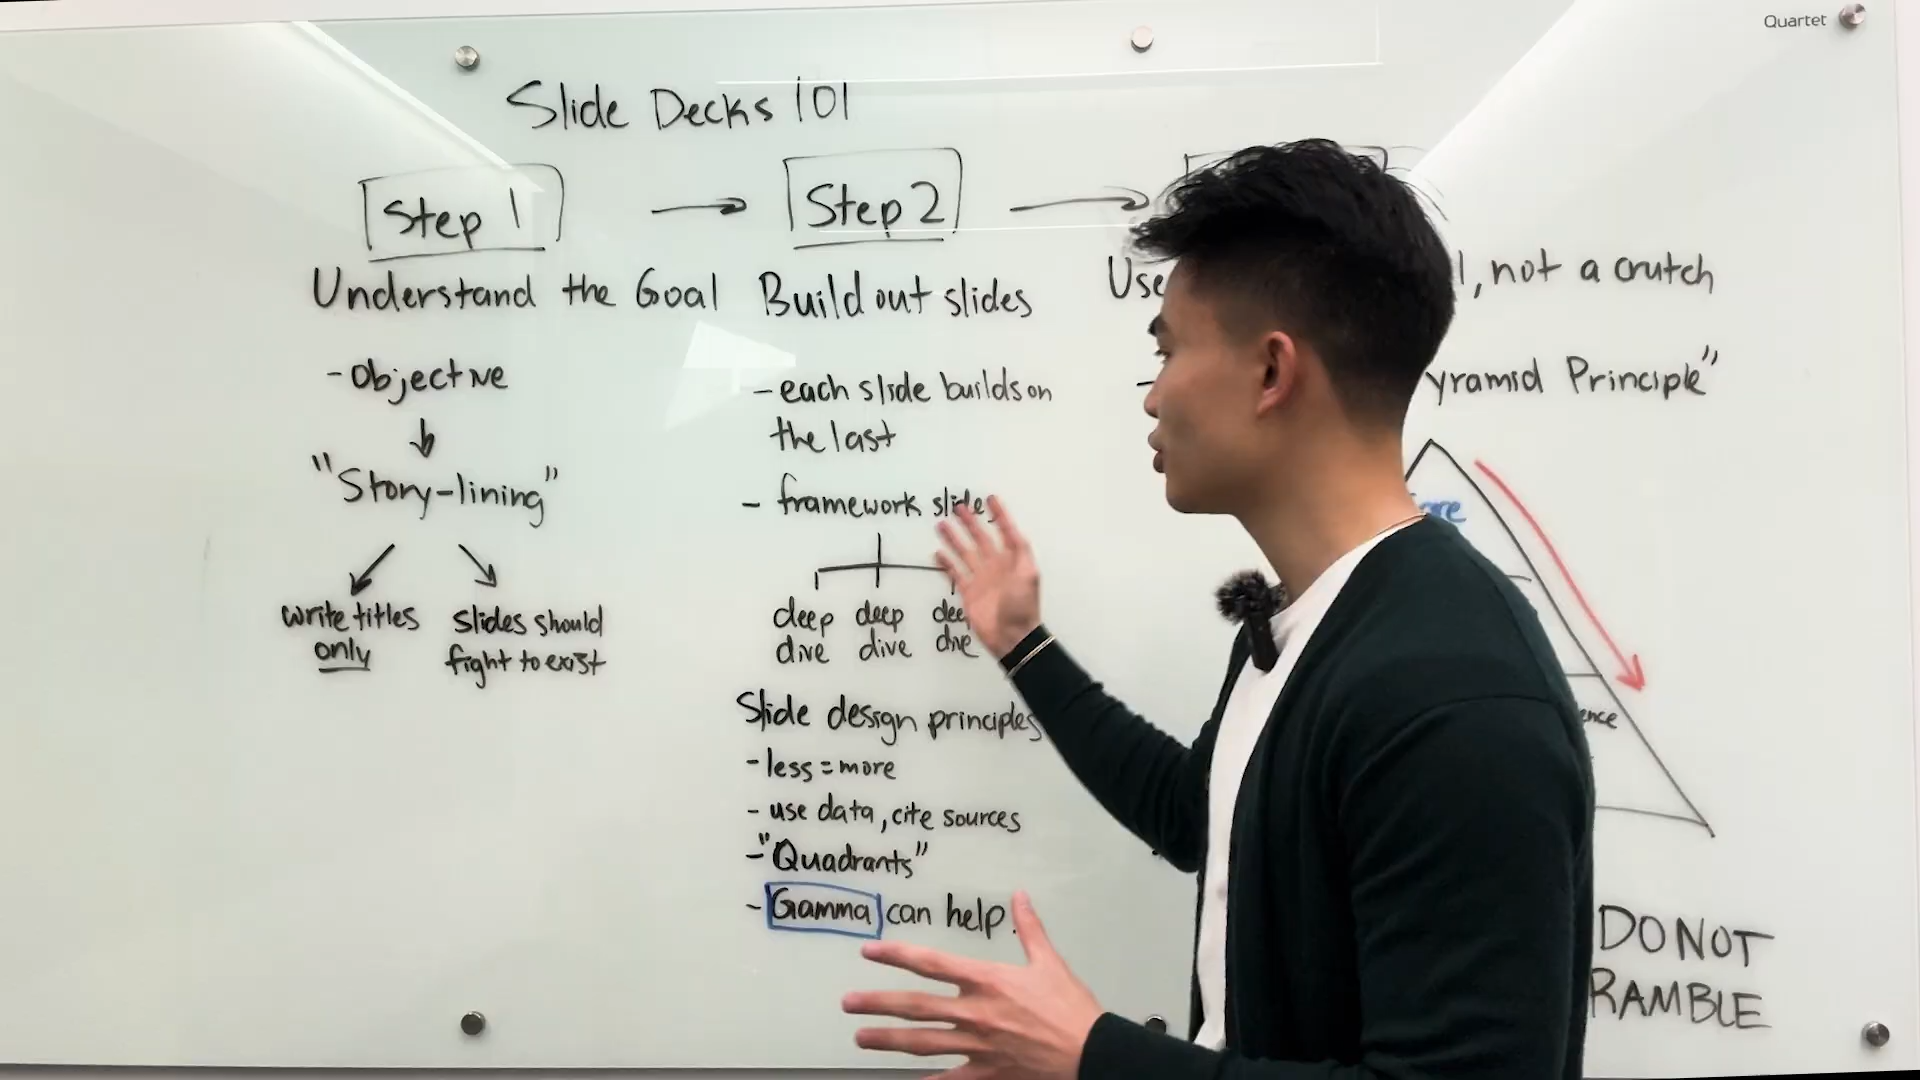 Quartet
Slide Decks 101
Step 1
Understand the Goal
- Objective
"Story-lining"
write titles
only
slides should
fight to exist
Step 2
Build out slides
- each slide builds on
the last
- framework slides
deep
dive
deep
dive
dive
Slide design principles
- less = more
- use data, cite sources
- "Quadrants"
- Gamma can help.
Use
, not a crutch
Principle"
DO NOT
RAMBLE